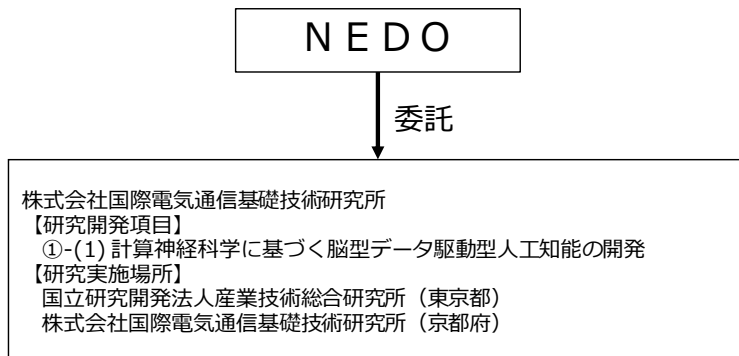 NEDO
委託
株式会社国際電気通信基礎技術研究所
【研究開発項目】
①-(1) 計算神経科学に基づく脳型データ駆動型人工知能の開発
【研究実施場所】
国立研究開発法人産業技術総合研究所（東京都）
株式会社国際電気通信基礎技術研究所（京都府）